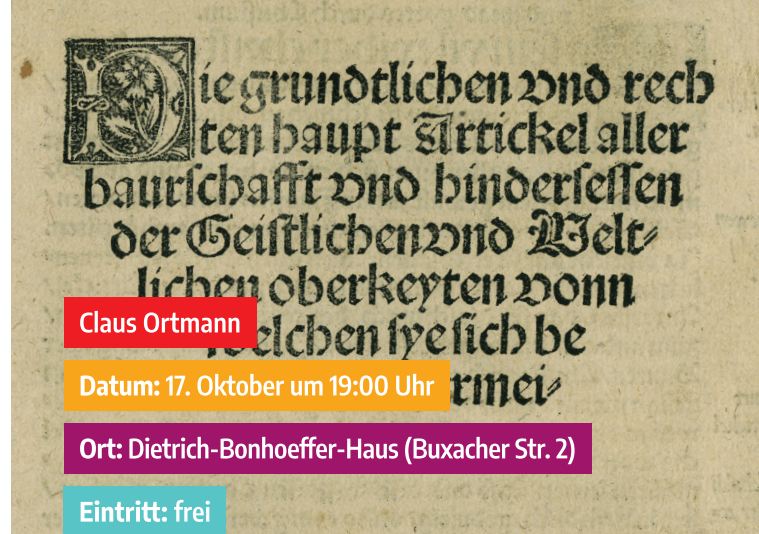 Die grundtlichen vnd rech
ten haupt Artickel aller
baurſchafft vnd hinderſeſſen
der Geiſtlichen vnd Welt⸗
lichen oberkeyten vonn
welchen ſye ſich be
rmei⸗
Claus Ortmann
Datum: 17. Oktober um 19:00 Uhr
Ort: Dietrich-Bonhoeffer-Haus (Buxacher Str. 2)
Eintritt: frei